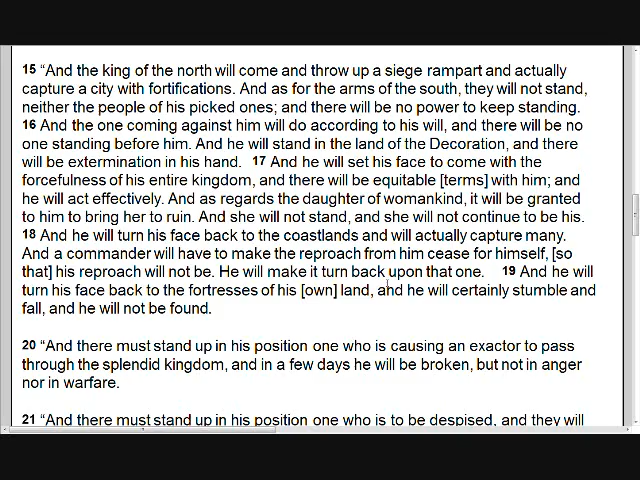 15 “And the king of the north will come and throw up a siege rampart and actually
capture a city with fortifications. And as for the arms of the south, they will not stand,
neither the people of his picked ones; and there will be no power to keep standing.
16 And the one coming against him will do according to his will, and there will be no
one standing before him. And he will stand in the land of the Decoration, and there
will be extermination in his hand. 17 And he will set his face to come with the
forcefulness of his entire kingdom, and there will be equitable [terms] with him; and
he will act effectively. And as regards the daughter of womankind, it will be granted
to him to bring her to ruin. And she will not stand, and she will not continue to be his.
18 And he will turn his face back to the coastlands and will actually capture many.
And a commander will have to make the reproach from him cease for himself, [so
that] his reproach will not be. He will make it turn back upon that one. 19 And he will
turn his face back to the fortresses of his [own] land, and he will certainly stumble and
fall, and he will not be found.
20 “And there must stand up in his position one who is causing an exactor to pass
through the splendid kingdom, and in a few days he will be broken, but not in anger
nor in warfare.
21 “And there must stand up in his position one who is to be despised, and they will